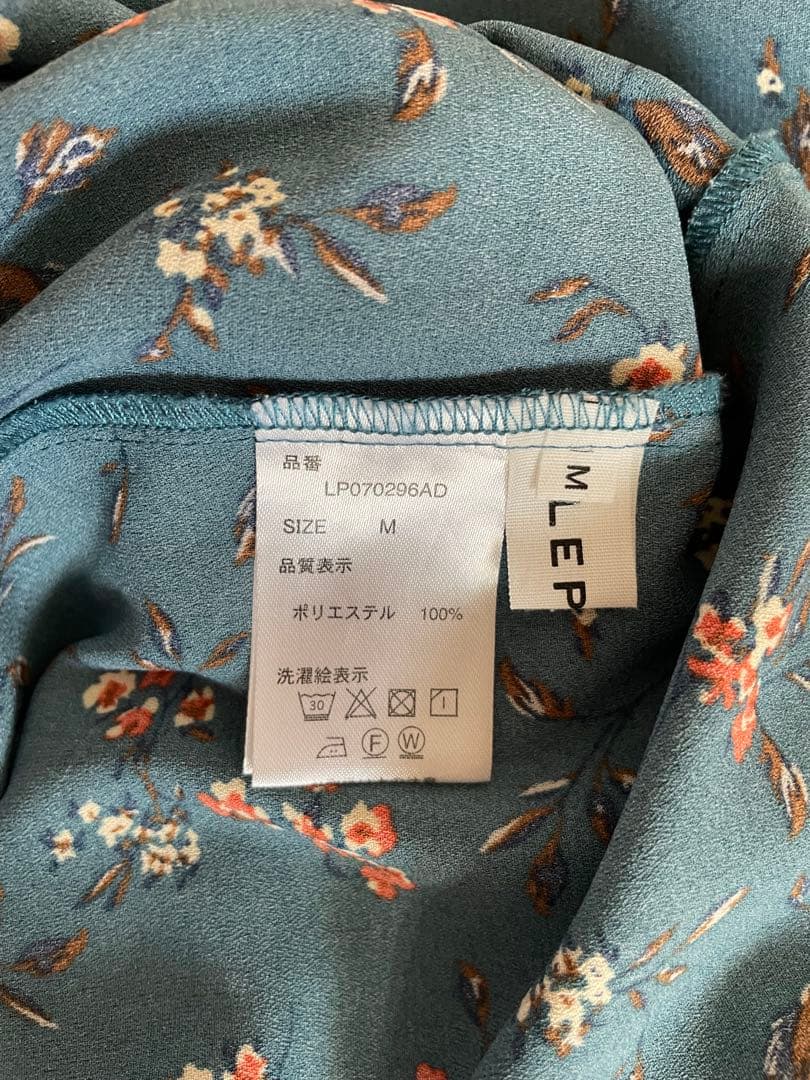 品番
LP070296AD
SIZE M
品質表示
ポリエステル 100%
洗濯絵表示
30
F W
MLEP